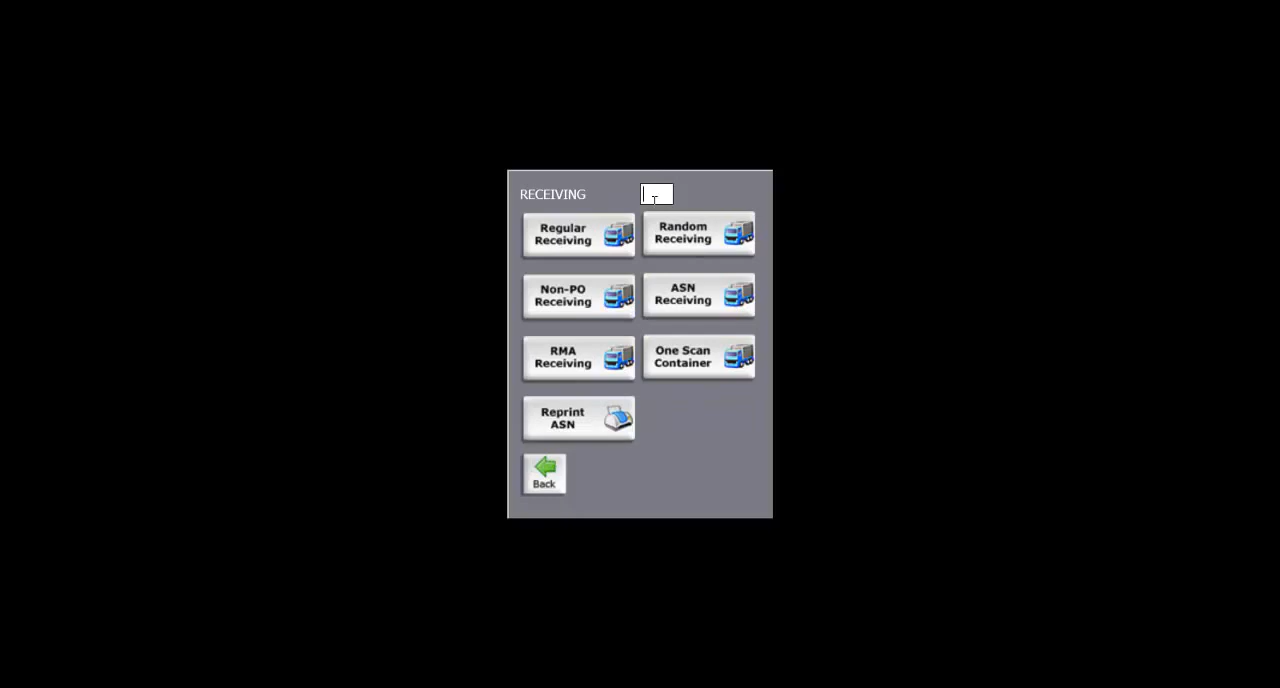 RECEIVING
Regular
Receiving
Random
Receiving
Non-PO
Receiving
ASN
Receiving
RMA
Receiving
One Scan
Container
Reprint
ASN
Back